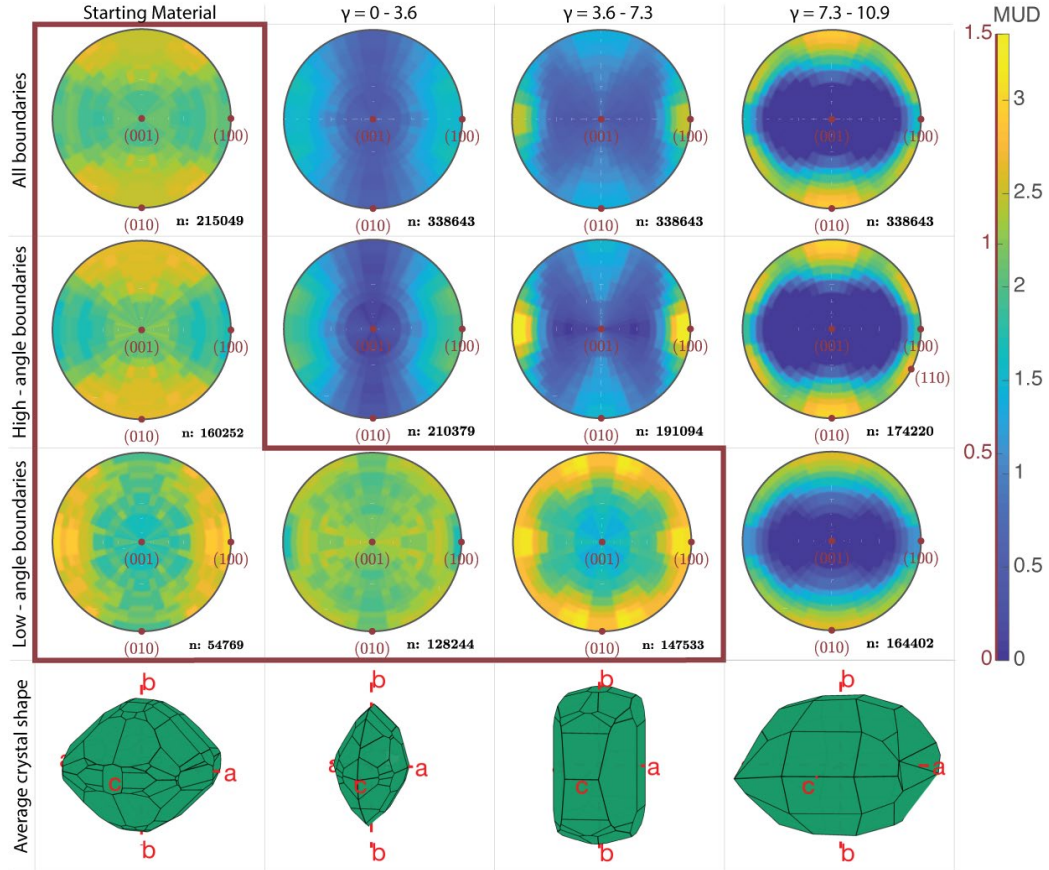 Starting Material γ = 0 - 3.6 γ = 3.6 - 7.3 γ = 7.3 - 10.9 MUD
1.5
3
2.5
1
2
1.5
0.5
1
0.5
0
0
All boundaries
(001) (100) (001) (100) (001) (100) (001) (100)
(010) n: 215049 (010) n: 338643 (010) n: 338643 (010) n: 338643
High - angle boundaries
(001) (100) (001) (100) (001) (100) (001) (100)
(110)
(010) n: 160252 (010) n: 210379 (010) n: 191094 (010) n: 174220
Low - angle boundaries
(001) (100) (001) (100) (001) (100) (001) (100)
(010) n: 54769 (010) n: 128244 (010) n: 147533 (010) n: 164402
Average crystal shape
b b b b
a a a a a a
c c c c
b b b b